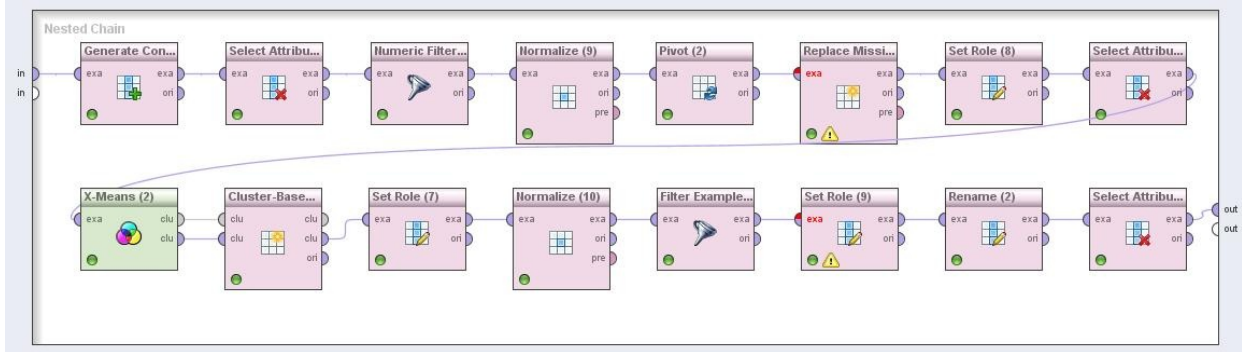 Nested Chain
Generate Con... Select Attribu... Numeric Filter... Normalize (9) Pivot (2) Replace Missi... Set Role (8) Select Attribu...
in exa exa exa exa exa exa exa exa exa exa exa exa exa exa exa exa
in ori ori ori ori ori ori ori ori
pre pre
X-Means (2) Cluster-Base... Set Role (7) Normalize (10) Filter Example... Set Role (9) Rename (2) Select Attribu...
exa clu clu clu exa exa exa exa exa exa exa exa exa exa exa exa out
clu clu clu ori ori ori ori ori ori out
ori pre